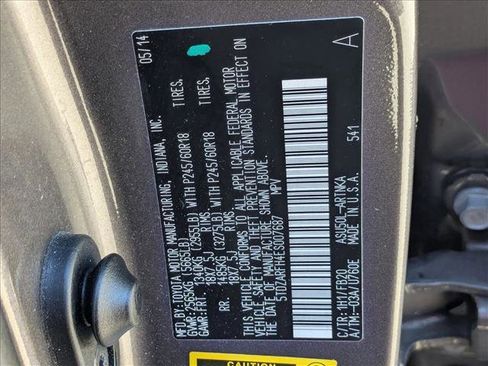 MFD. BY: TOYOTA MOTOR MANUFACTURING, INDIANA, INC. 05/14
GVWR: 2565KG (5665LB)
GAWR: FRT. 1340KG (2955LB) WITH P245/60R18 TIRES,
18X7.5J RIMS
RR 1485KG (3275LB) WITH P245/60R18 TIRES,
18X7.5J RIMS
THIS VEHICLE CONFORMS TO ALL APPLICABLE FEDERAL MOTOR
VEHICLE SAFETY, BUMPER, AND THEFT PREVENTION STANDARDS IN EFFECT ON
THE DATE OF MANUFACTURE SHOWN ABOVE.
5TDZARFH4ES007687 MPV
A
C/TR:1H1/FB20 ASU50L-ARTNKA
A/TM:-03A/U760E MADE IN U.S.A. 541
CAUTION